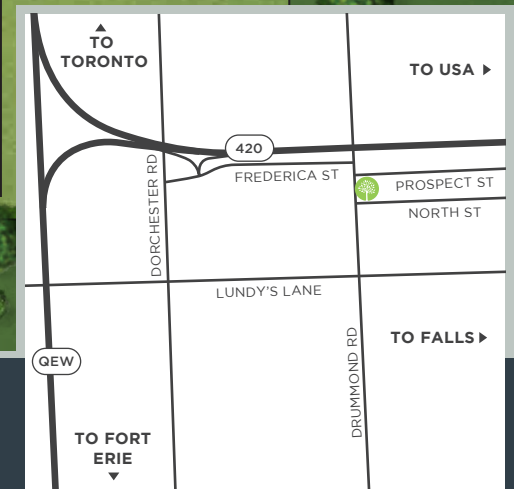 TO
TORONTO
TO USA
420
FREDERICA ST
PROSPECT ST
NORTH ST
DORCHESTER RD
LUNDY'S LANE
TO FALLS
DRUMMOND RD
QEW
TO FORT
ERIE